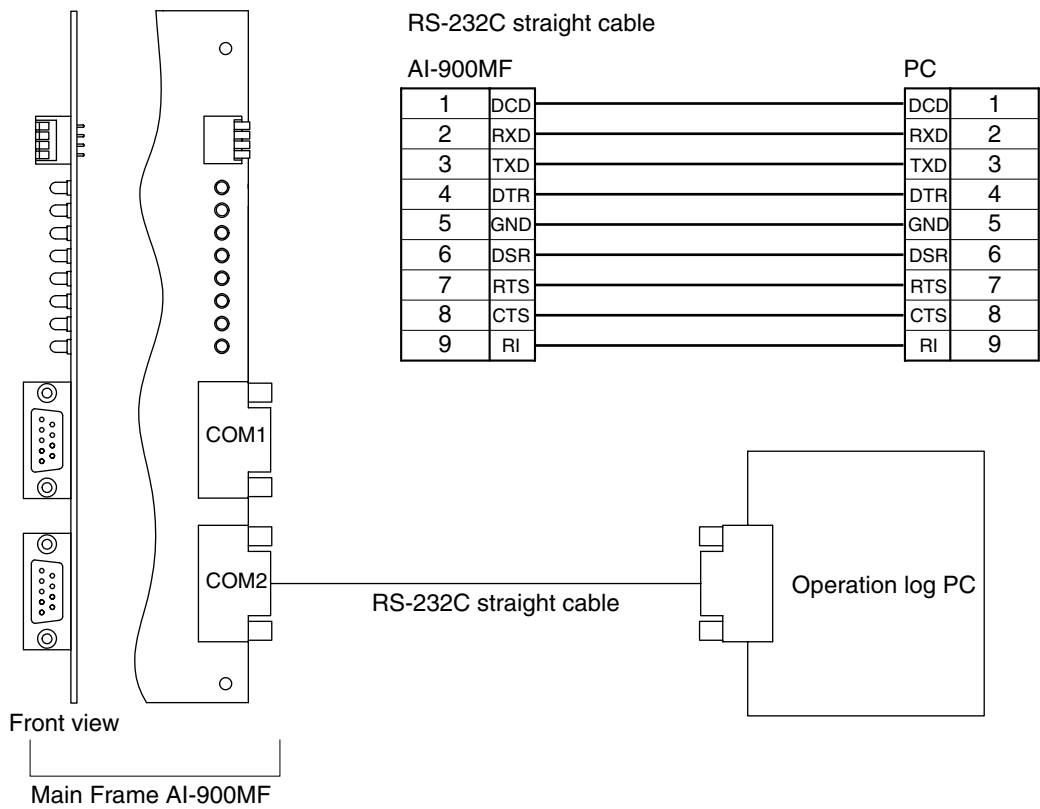 RS-232C straight cable
AI-900MF PC
1 DCD DCD 1
2 RXD RXD 2
3 TXD TXD 3
4 DTR DTR 4
5 GND GND 5
6 DSR DSR 6
7 RTS RTS 7
8 CTS CTS 8
9 RI RI 9
COM1
COM2
RS-232C straight cable
Operation log PC
Front view
Main Frame AI-900MF